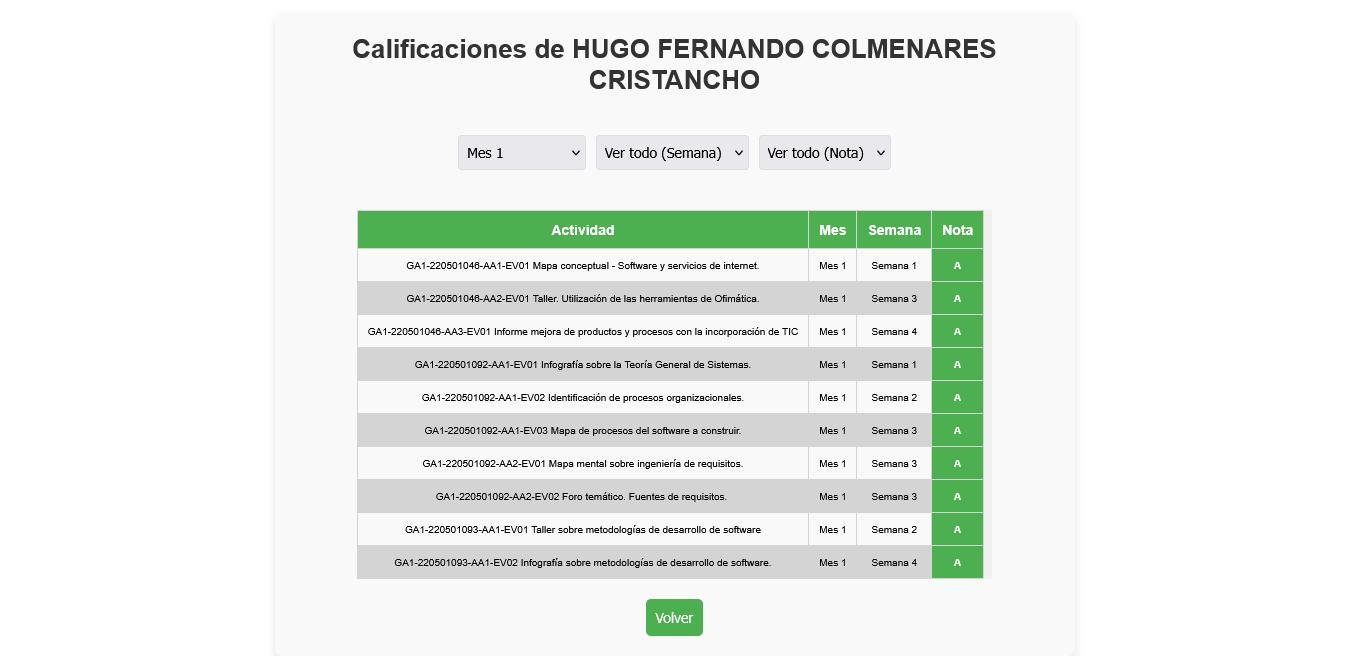 Calificaciones de HUGO FERNANDO COLMENARES
CRISTANCHO
Mes 1 Ver todo (Semana) Ver todo (Nota)
Actividad Mes Semana Nota
GA1-220501046-AA1-EV01 Mapa conceptual - Software y servicios de internet. Mes 1 Semana 1 A
GA1-220501046-AA2-EV01 Taller. Utilización de las herramientas de Ofimática. Mes 1 Semana 3 A
GA1-220501046-AA3-EV01 Informe mejora de productos y procesos con la incorporación de TIC Mes 1 Semana 4 A
GA1-220501092-AA1-EV01 Infografía sobre la Teoría General de Sistemas. Mes 1 Semana 1 A
GA1-220501092-AA1-EV02 Identificación de procesos organizacionales. Mes 1 Semana 2 A
GA1-220501092-AA1-EV03 Mapa de procesos del software a construir. Mes 1 Semana 3 A
GA1-220501092-AA2-EV01 Mapa mental sobre ingeniería de requisitos. Mes 1 Semana 3 A
GA1-220501092-AA2-EV02 Foro temático. Fuentes de requisitos. Mes 1 Semana 3 A
GA1-220501093-AA1-EV01 Taller sobre metodologías de desarrollo de software Mes 1 Semana 2 A
GA1-220501093-AA1-EV02 Infografía sobre metodologías de desarrollo de software. Mes 1 Semana 4 A
Volver